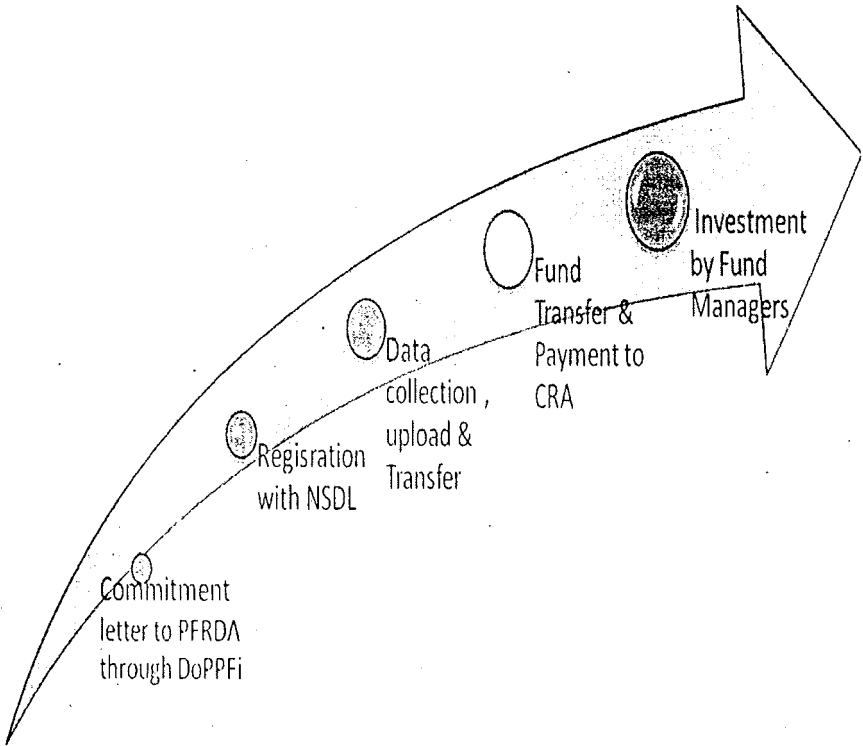 Commitment
letter to PFRDA
through DoPPFi
Regisration
with NSDL
Data
collection ,
upload &
Transfer
Fund
Transfer &
Payment to
CRA
Investment
by Fund
Managers